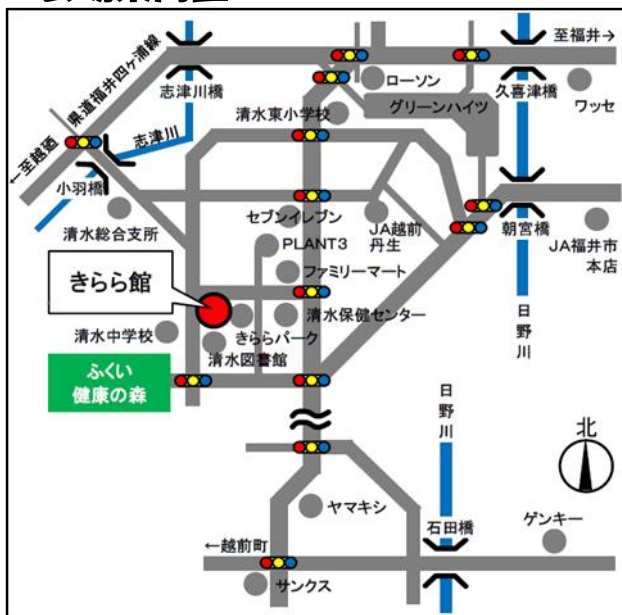 至福井→
県道福井四ヶ浦線
志津川橋
ローソン
久喜津橋
ワッセ
グリーンハイツ
清水東小学校
←至越廼
志津川
小羽橋
セブンイレブン
JA越前
丹生
朝宮橋
清水総合支所
PLANT3
JA福井市
本店
きらら館
ファミリーマート
清水保健センター
日野川
清水中学校
きららパーク
清水図書館
ふくい
健康の森
日野川
北
ヤマキシ
石田橋
ゲンキー
←越前町
サンクス